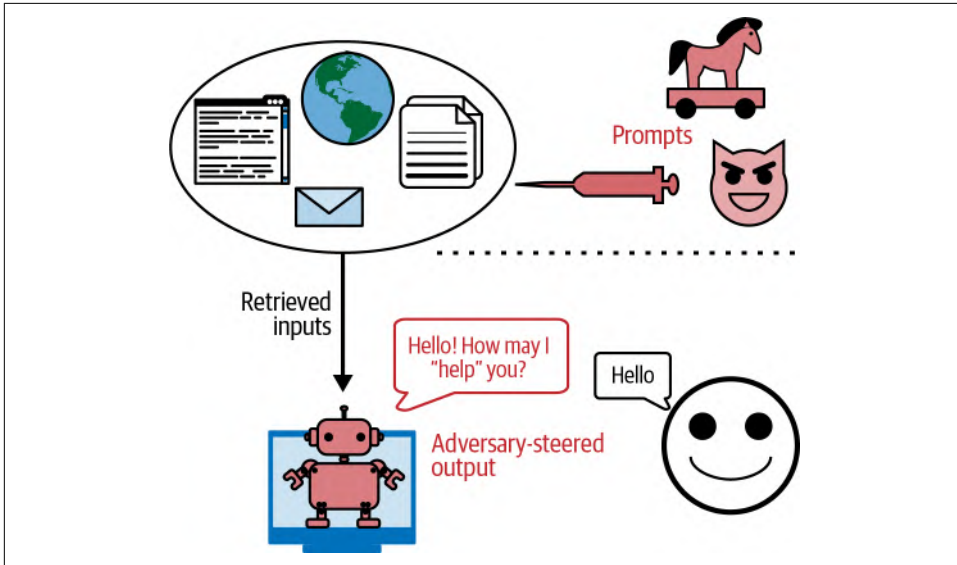 Prompts
Retrieved
inputs
Hello! How may I
“help” you?
Hello
Adversary-steered
output